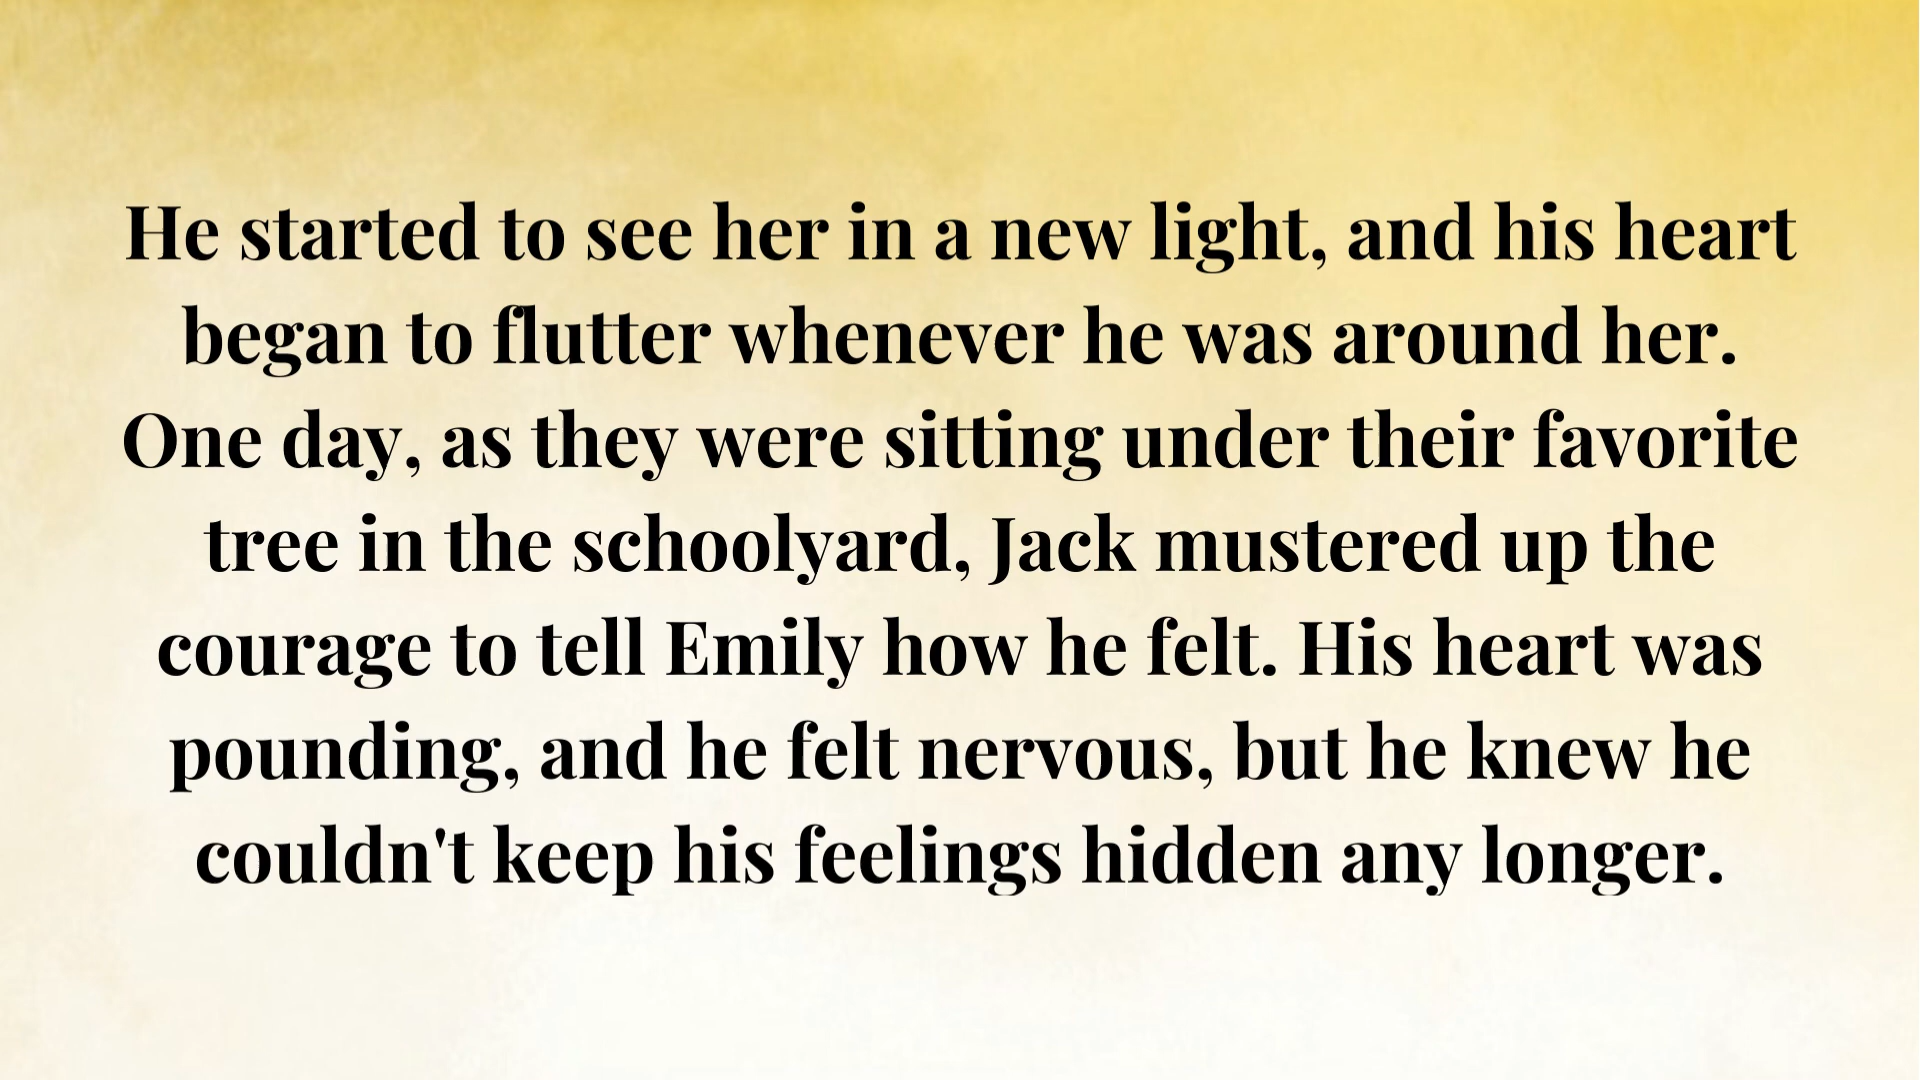 He started to see her in a new light, and his heart
began to flutter whenever he was around her.
One day, as they were sitting under their favorite
tree in the schoolyard, Jack mustered up the
courage to tell Emily how he felt. His heart was
pounding, and he felt nervous, but he knew he
couldn't keep his feelings hidden any longer.